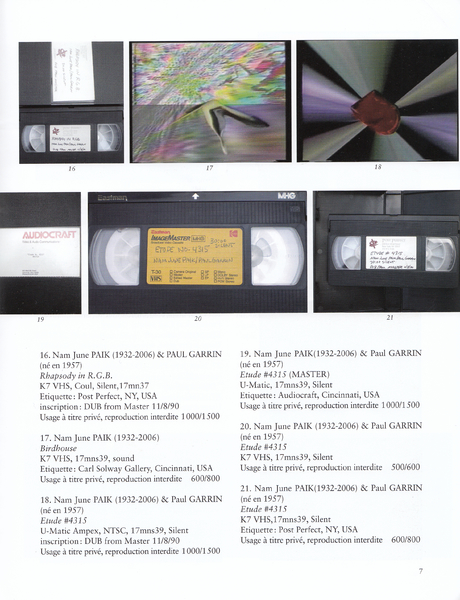 16
17
18
AUDIOCRAFT
19
ImageMaster
MHG
T-30
VHS
20
21
16. Nam June PAIK (1932-2006) & PAUL GARRIN
(né en 1957)
Rhapsody in R.G.B.
K7 VHS, Coul, Silent,17mn37
Etiquette : Post Perfect, NY, USA
inscription : DUB from Master 11/8/90
Usage à titre privé, reproduction interdite 1000/1500
17. Nam June PAIK (1932-2006)
Birdhouse
K7 VHS, 17mns39, sound
Etiquette : Carl Solway Gallery, Cincinnati, USA
Usage à titre privé, reproduction interdite 600/800
18. Nam June PAIK (1932-2006) & Paul GARRIN
(né en 1957)
Etude #4315
U-Matic Ampex, NTSC, 17mns39, Silent
inscription : DUB from Master 11/8/90
Usage à titre privé, reproduction interdite 1000/1500
19. Nam June PAIK(1932-2006) & Paul GARRIN
(né en 1957)
Etude #4315 (MASTER)
U-Matic, 17mns39, Silent
Etiquette : Audiocraft, Cincinnati, USA
Usage à titre privé, reproduction interdite 1000/1500
20. Nam June PAIK (1932-2006) & Paul GARRIN
(né en 1957)
Etude #4315
K7 VHS, 17mns39, Silent
Usage à titre privé, reproduction interdite 500/600
21. Nam June PAIK (1932-2006) & Paul GARRIN
(né en 1957)
Etude #4315
K7 VHS,17mns39, Silent
Etiquette : Post Perfect, NY, USA
Usage à titre privé, reproduction interdite 600/800
7